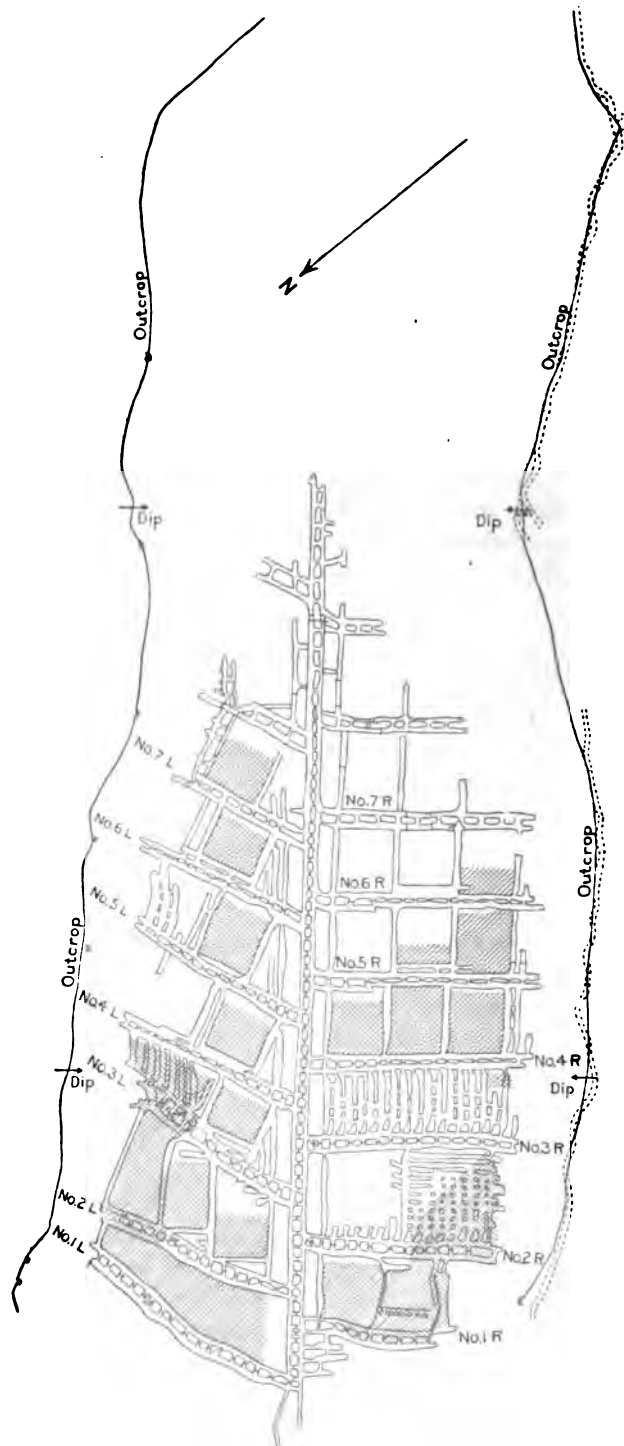 N
Outcrop
Outcrop
Dip
Dip
No.7 L
No.7 R
No.6 L
No.6 R
No.5 L
Outcrop
No.5 R
Outcrop
No.4 L
No.4 R
No.3 L
Dip
Dip
No.3 R
No.2 L
No.1 L
No.2 R
No.1 R